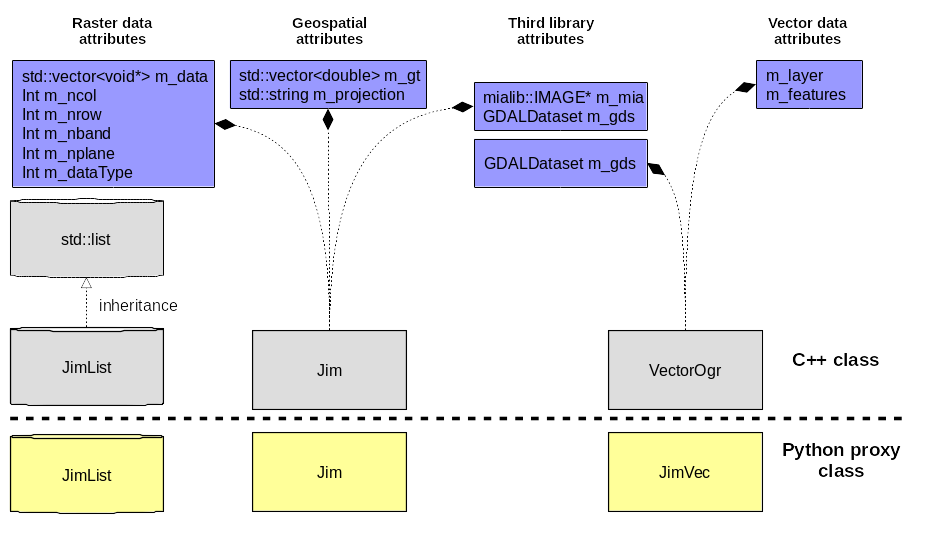 Raster data
attributes
Geospatial
attributes
Third library
attributes
Vector data
attributes
std::vector<void*> m_data
Int m_ncol
Int m_nrow
Int m_nband
Int m_nplane
Int m_dataType
std::vector<double> m_gt
std::string m_projection
mialib::IMAGE* m_mia
GDALDataset m_gds
GDALDataset m_gds
m_layer
m_features
std::list
inheritance
JimList
Jim
VectorOgr
C++ class
JimList
Jim
JimVec
Python proxy
class